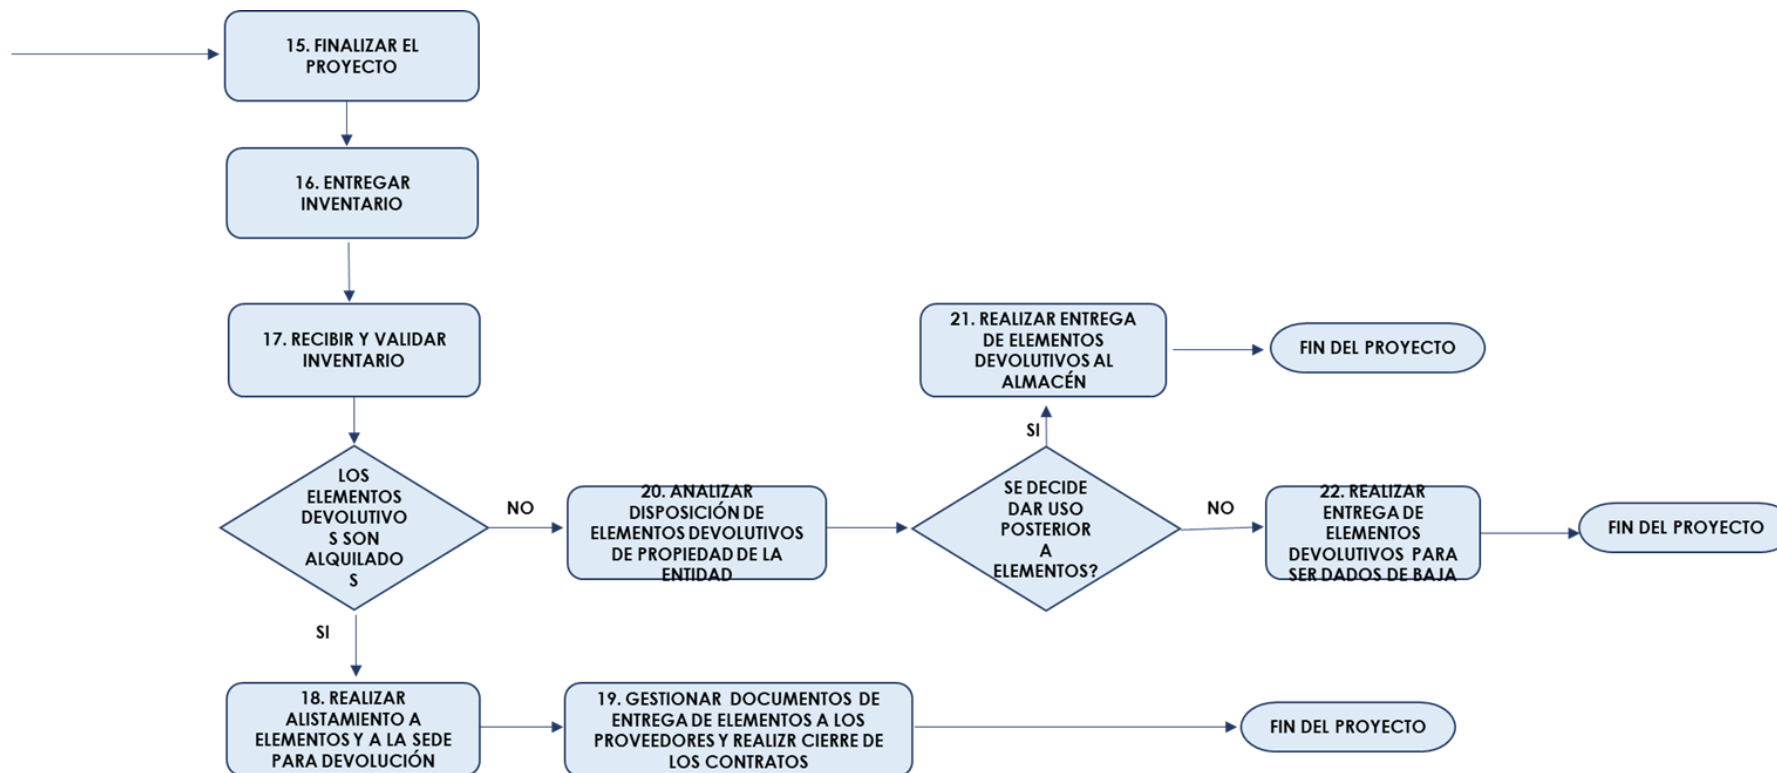 15. FINALIZAR EL
PROYECTO
16. ENTREGAR
INVENTARIO
17. RECIBIR Y VALIDAR
INVENTARIO
LOS
ELEMENTOS
DEVOLUTIVO
S SON
ALQUILADO
S
NO
20. ANALIZAR
DISPOSICIÓN DE
ELEMENTOS DEVOLUTIVOS
DE PROPIEDAD DE LA
ENTIDAD
SE DECIDE
DAR USO
POSTERIOR
A
ELEMENTOS?
SI
21. REALIZAR ENTREGA
DE ELEMENTOS
DEVOLUTIVOS AL
ALMACÉN
FIN DEL PROYECTO
NO
22. REALIZAR
ENTREGA DE
ELEMENTOS
DEVOLUTIVOS PARA
SER DADOS DE BAJA
FIN DEL PROYECTO
SI
18. REALIZAR
ALISTAMIENTO A
ELEMENTOS Y A LA SEDE
PARA DEVOLUCIÓN
19. GESTIONAR DOCUMENTOS DE
ENTREGA DE ELEMENTOS A LOS
PROVEEDORES Y REALIZR CIERRE DE
LOS CONTRATOS
FIN DEL PROYECTO